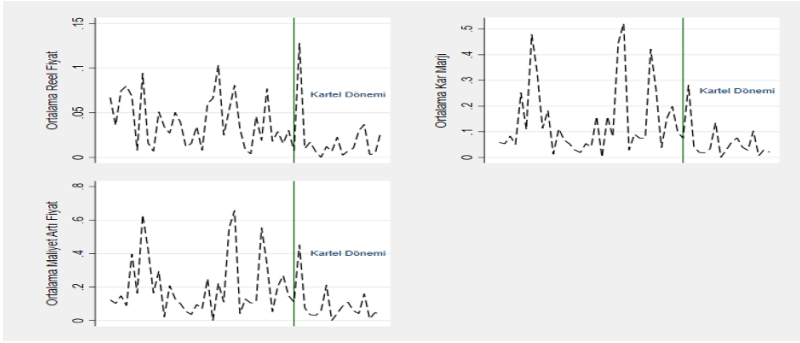 Ortalama Reel Fiyat
.15
.1
.05
0
Kartel Dönemi
Ortalama Kar Marjı
.5
.4
.3
.2
.1
0
Kartel Dönemi
Ortalama Maliyet Artı Fiyat
.8
.6
.4
.2
0
Kartel Dönemi